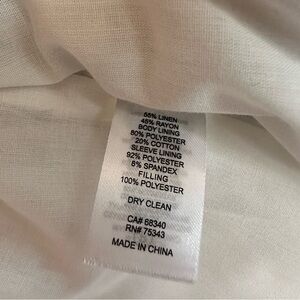 55% LINEN
45% RAYON
BODY LINING
80% POLYESTER
20% COTTON
SLEEVE LINING
92% POLYESTER
8% SPANDEX
FILLING
100% POLYESTER
DRY CLEAN
CA# 68340
RN# 75343
MADE IN CHINA